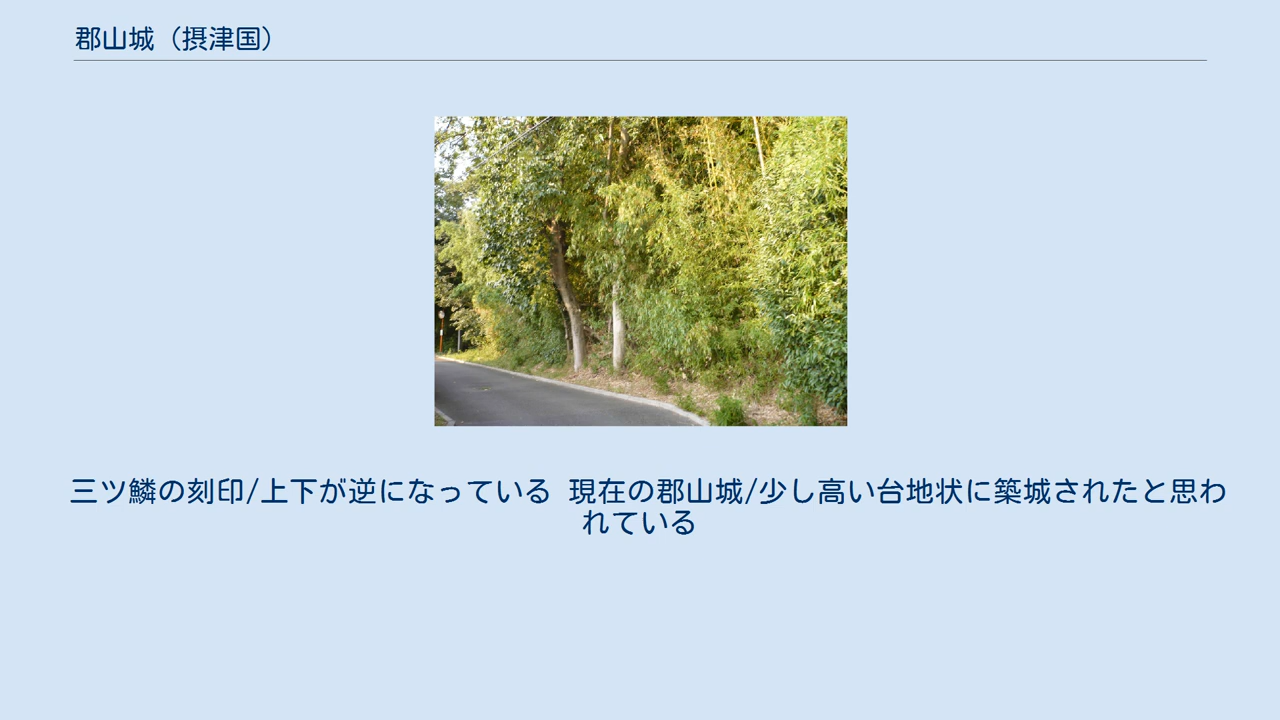 郡山城（摂津国）
三ツ鱗の刻印/上下が逆になっている 現在の郡山城/少し高い台地状に築城されたと思わ
れている